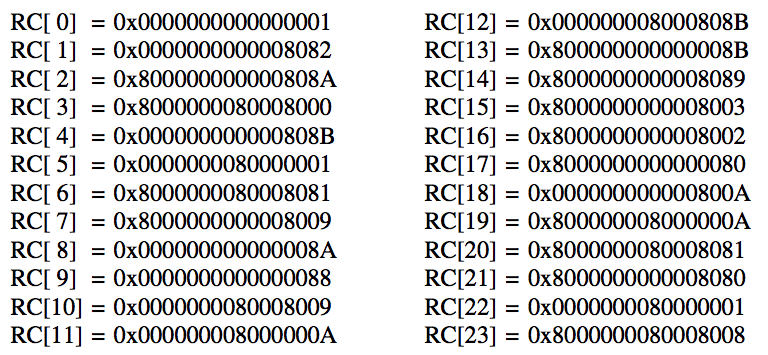 RC[ 0] = 0x0000000000000001
RC[ 1] = 0x0000000000008082
RC[ 2] = 0x800000000000808A
RC[ 3] = 0x8000000080008000
RC[ 4] = 0x000000000000808B
RC[ 5] = 0x0000000080000001
RC[ 6] = 0x8000000080008081
RC[ 7] = 0x8000000000008009
RC[ 8] = 0x000000000000008A
RC[ 9] = 0x0000000000000088
RC[10] = 0x0000000080008009
RC[11] = 0x000000008000000A
RC[12] = 0x000000008000808B
RC[13] = 0x800000000000008B
RC[14] = 0x8000000000008089
RC[15] = 0x8000000000008003
RC[16] = 0x8000000000008002
RC[17] = 0x8000000000000080
RC[18] = 0x000000000000800A
RC[19] = 0x800000008000000A
RC[20] = 0x8000000080008081
RC[21] = 0x8000000000008080
RC[22] = 0x0000000080000001
RC[23] = 0x8000000080008008